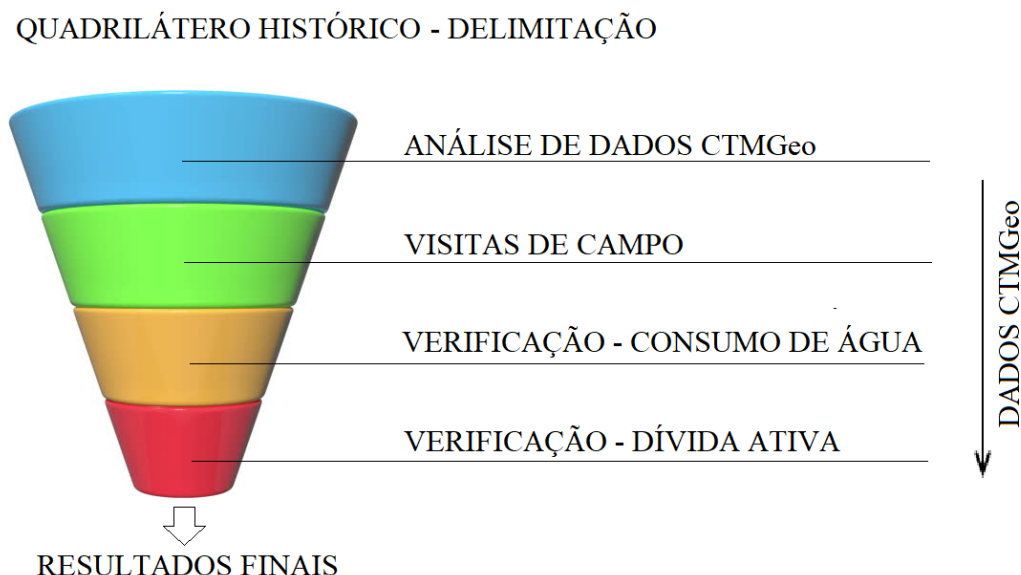 QUADRILÁTERO HISTÓRICO - DELIMITAÇÃO
ANÁLISE DE DADOS CTMGeo
VISITAS DE CAMPO
VERIFICAÇÃO - CONSUMO DE ÁGUA
VERIFICAÇÃO - DÍVIDA ATIVA
DADOS CTMGeo
RESULTADOS FINAIS